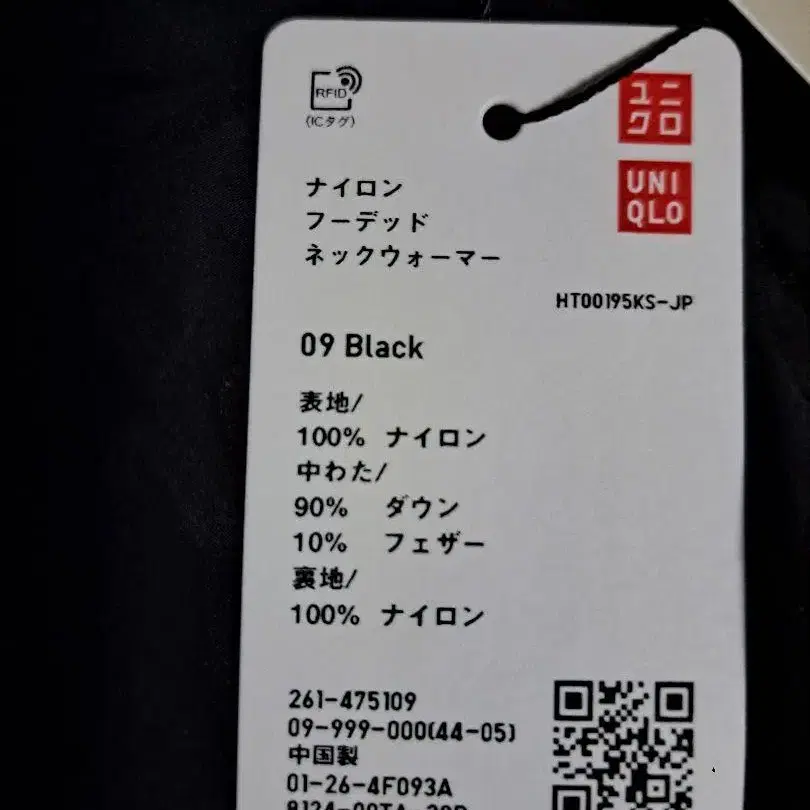 RFID
(ICタグ)
ユニ
クロ
UNI
QLO
ナイロン
フーデッド
ネックウォーマー
HT00195KS-JP
09 Black
表地/
100% ナイロン
中わた/
90% ダウン
10% フェザー
裏地/
100% ナイロン
261-475109
09-999-000(44-05)
中国製
01-26-4F093A